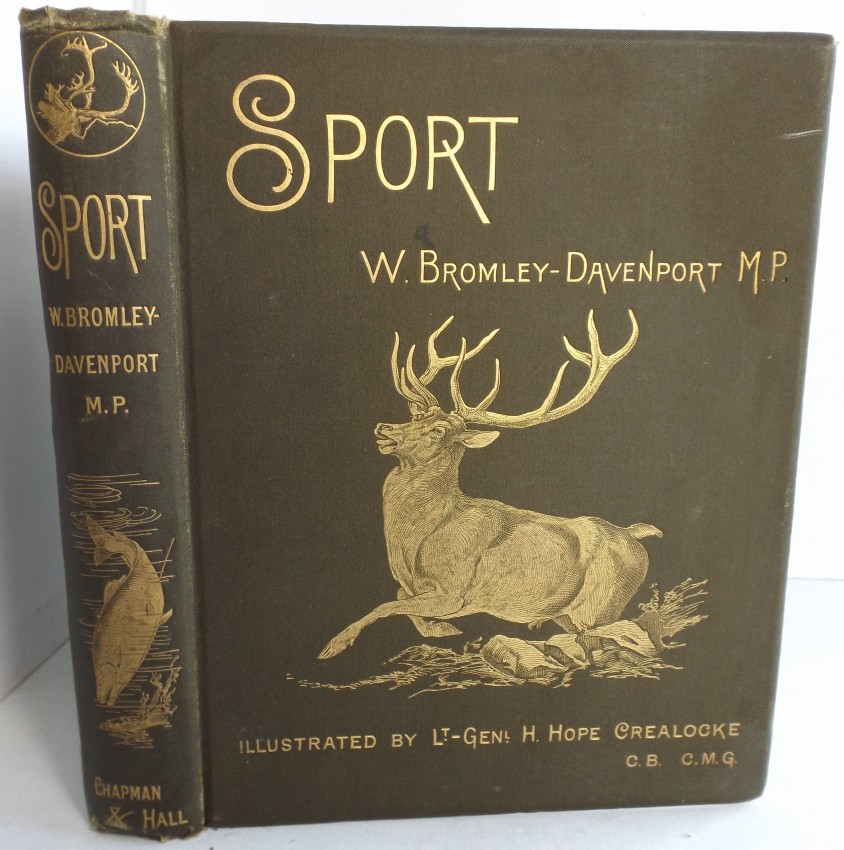 SPORT
W. BROMLEY-
DAVENPORT
M.P.
CHAPMAN
& HALL
SPORT
W. BROMLEY-DAVENPORT M.P.
ILLUSTRATED BY LT-GENL H. HOPE CREALOCKE
C.B. C.M.G.